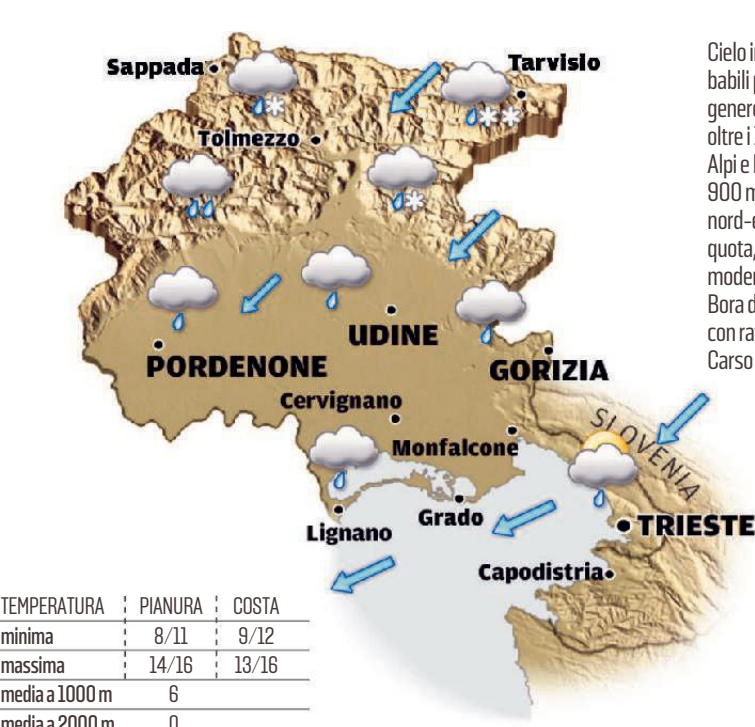 Sappada
Tarvisio
Tolmezzo
UDINE
PORDENONE
GORIZIA
Cervignano
Monfalcone
SLOVENIA
Lignano
Grado
TRIESTE
Capodistria
Cielo in
babili p
genere
oltre i
Alpi e
900 m
nord-e
quota,
moder
Bora d
con ra
Carso
TEMPERATURA PIANURA COSTA
minima 8/11 9/12
massima 14/16 13/16
media a 1000 m 6
media a 2000 m 0